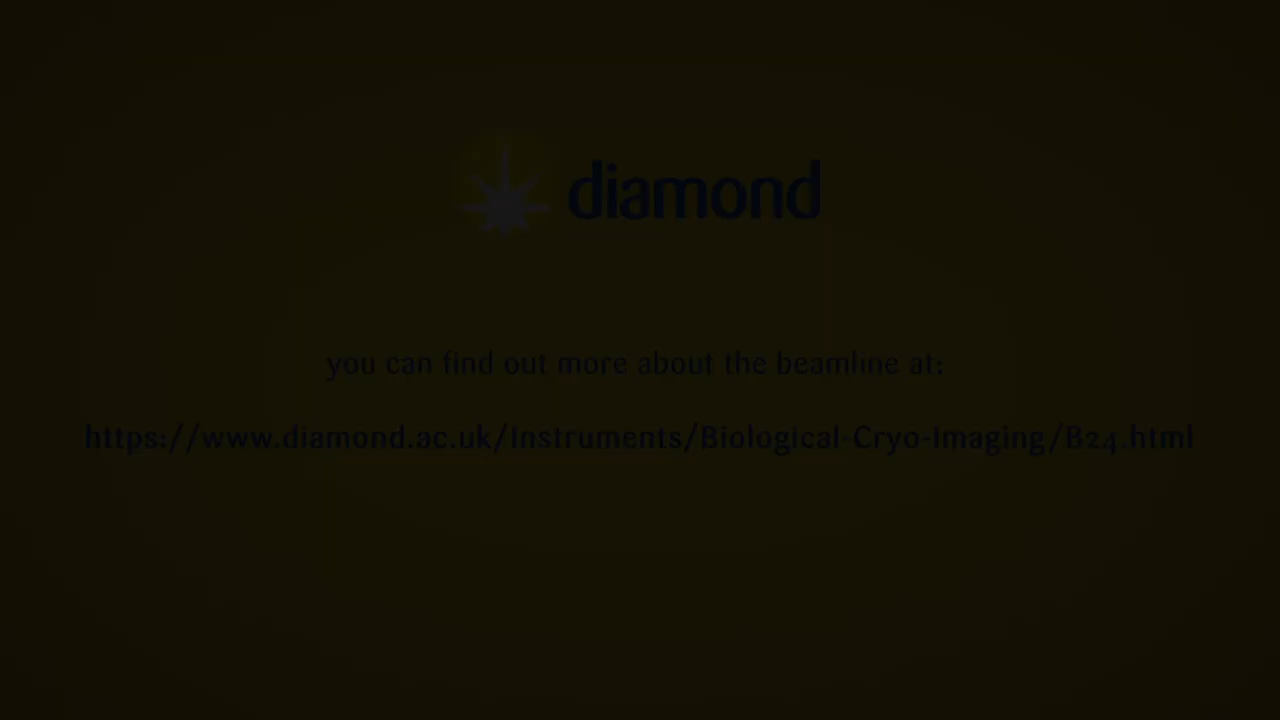 diamond
you can find out more about the beamline at:
https://www.diamond.ac.uk/Instruments/Biological-Cryo-Imaging/B24.html